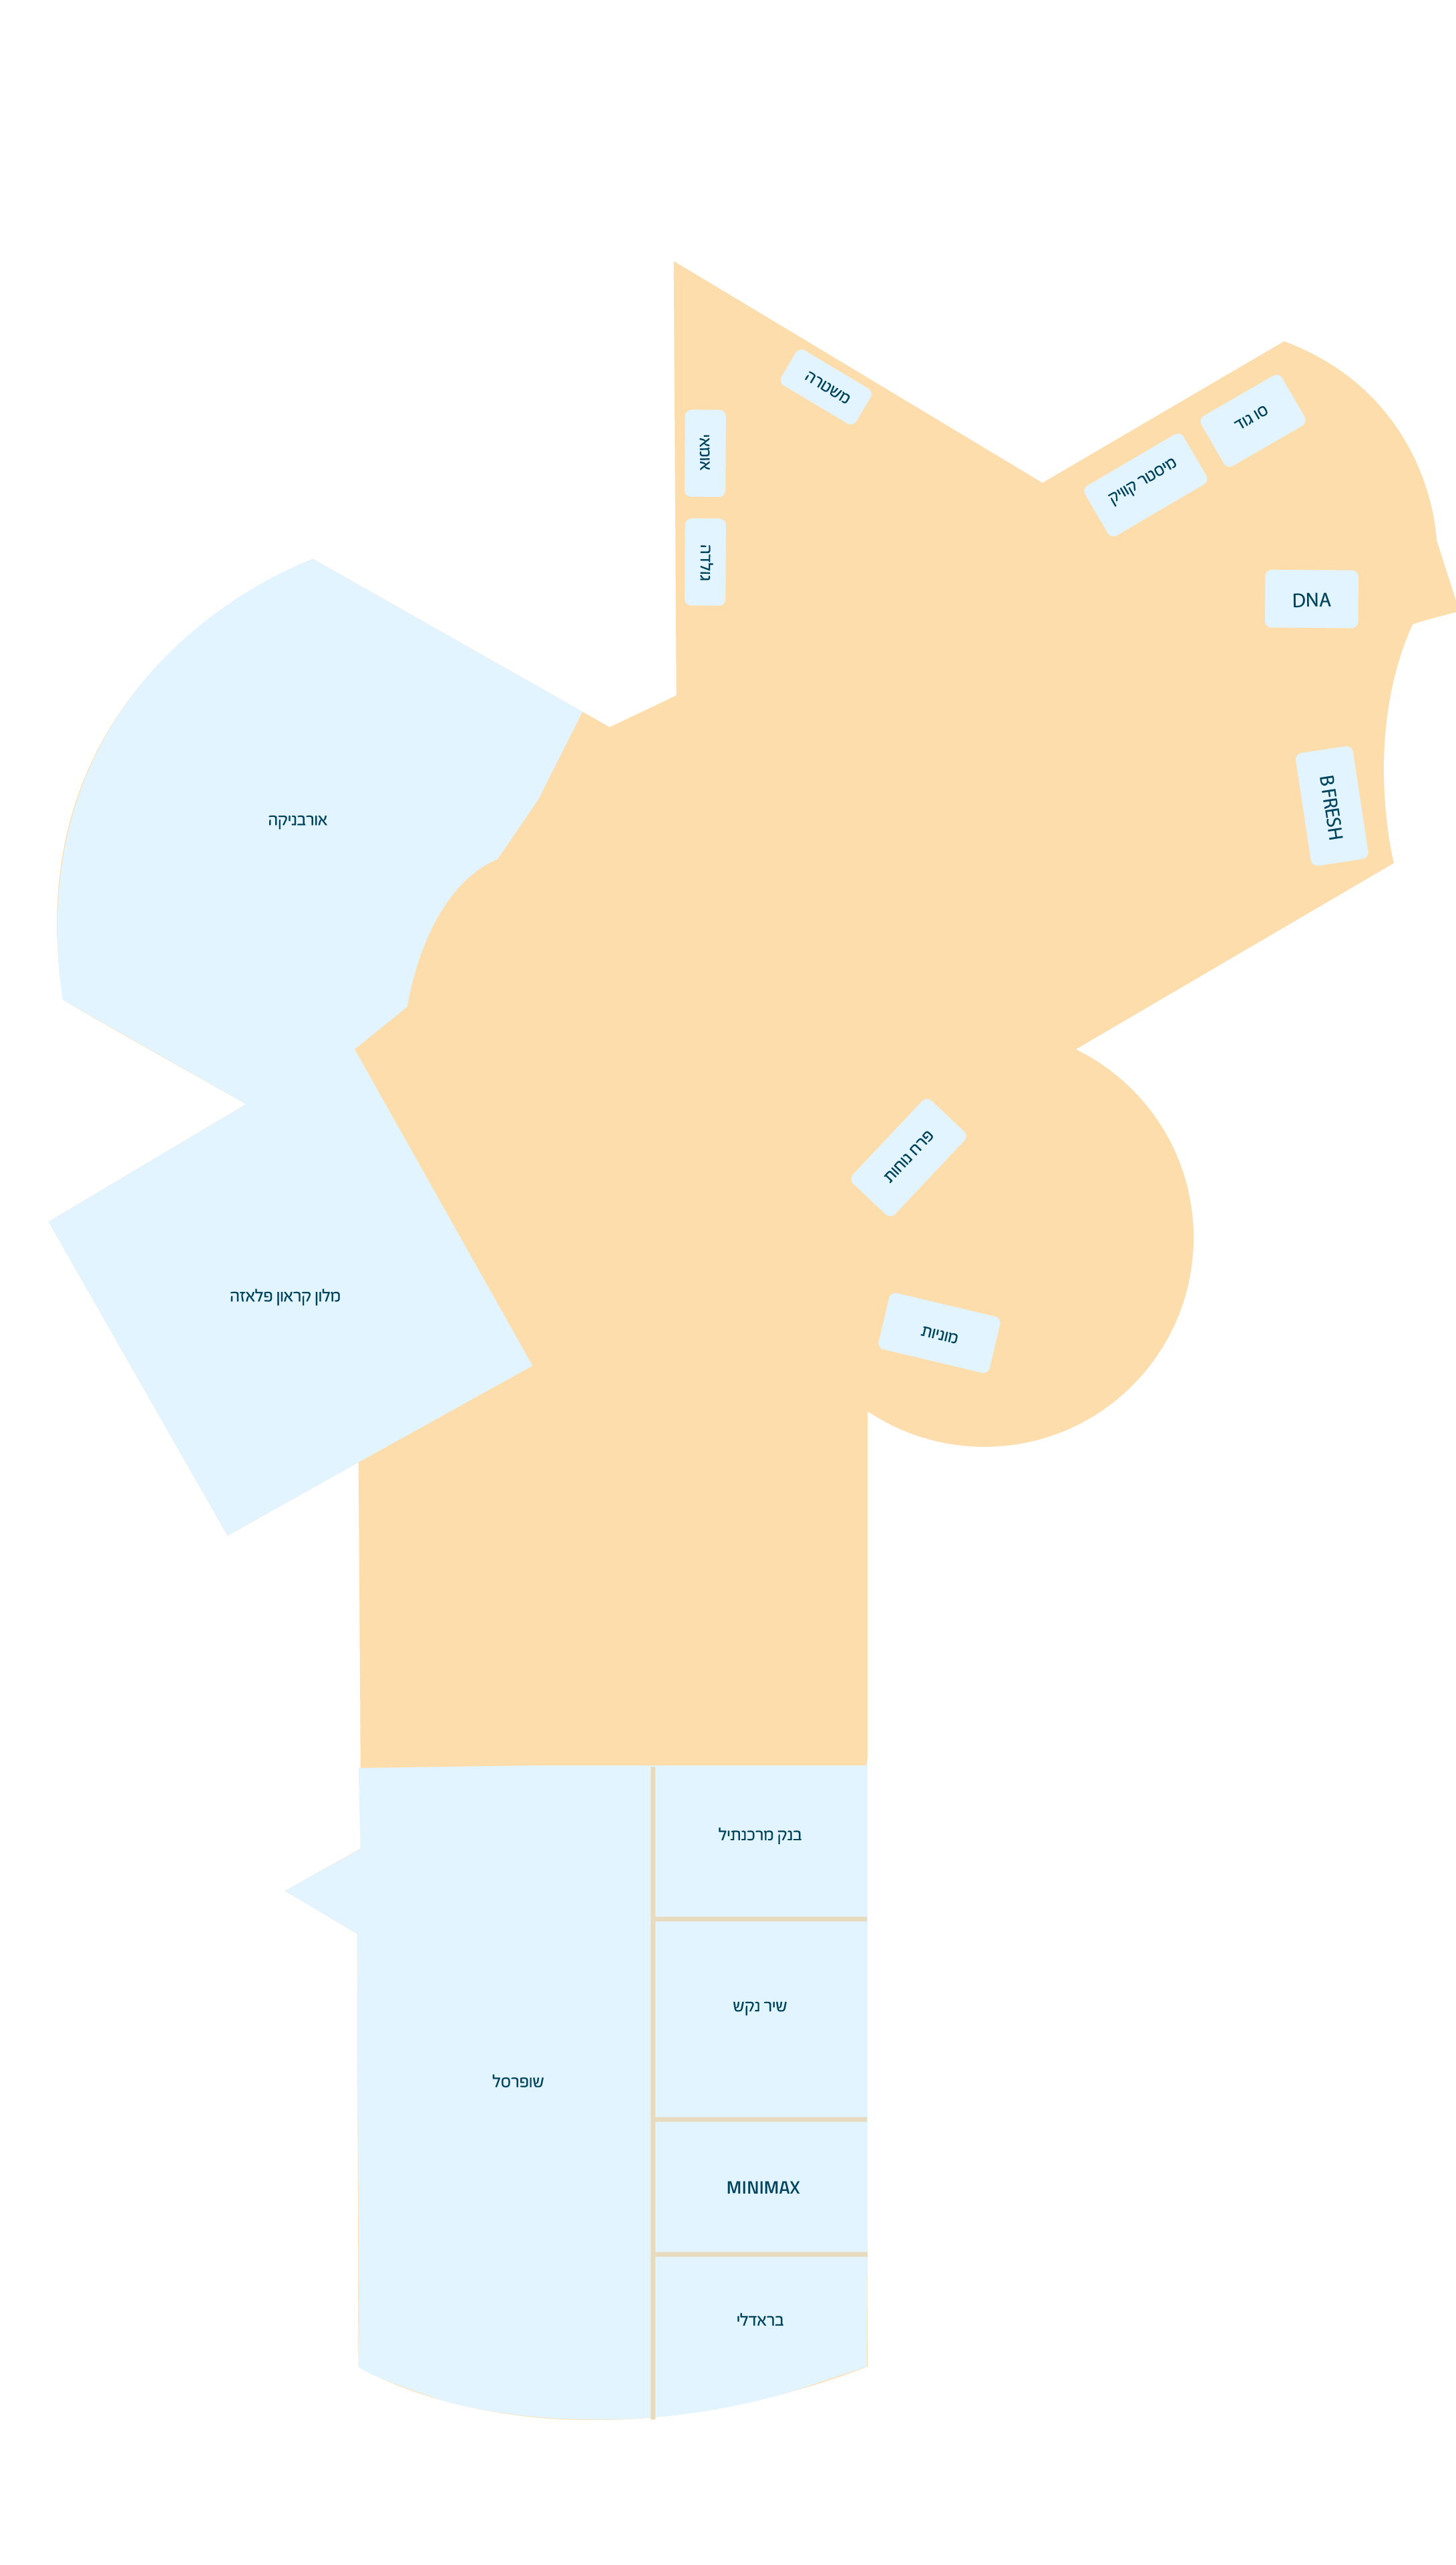 משטרה
סו גוד
אומאי
מיסטר קוויק
גולדה
DNA
B FRESH
אורבניקה
פרח נוחות
מלון קראון פלאזה
מוניות
בנק מרכנתיל
שיר נקש
שופרסל
MINIMAX
בראדלי